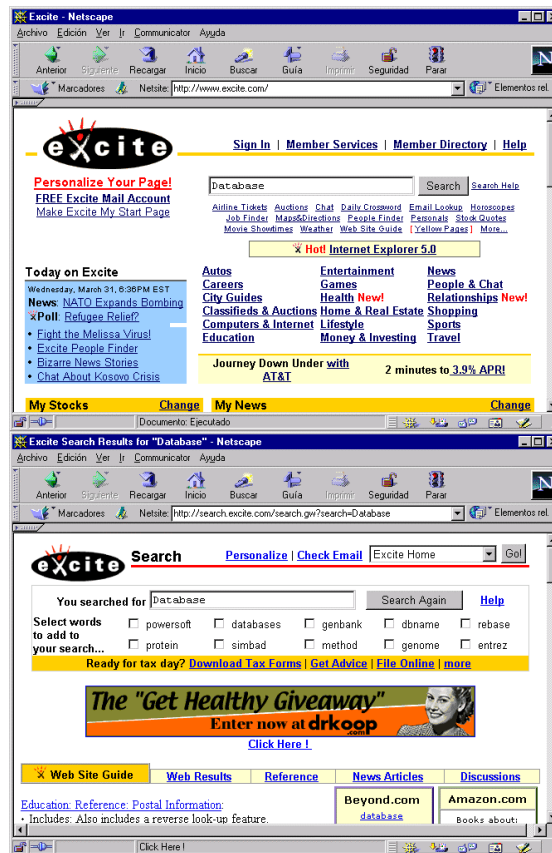 Excite - Netscape
Archivo Edición Ver Ir Communicator Ayuda
Anterior Siguiente Recargar Inicio Buscar Guía Imprimir Seguridad Parar
N
Marcadores Netsite: http://www.excite.com/ Elementos rel.
excite
Sign In | Member Services | Member Directory | Help
Personalize Your Page!
FREE Excite Mail Account
Make Excite My Start Page
Database Search Search Help
Airline Tickets Auctions Chat Daily Crossword Email Lookup Horoscopes
Job Finder Maps&Directions People Finder Personals Stock Quotes
Movie Showtimes Weather Web Site Guide [Yellow Pages] More...
Hot! Internet Explorer 5.0
Today on Excite
Wednesday, March 31, 6:36PM EST
News: NATO Expands Bombing
Poll: Refugee Relief?
• Fight the Melissa Virus!
• Excite People Finder
• Bizarre News Stories
• Chat About Kosovo Crisis
Autos Entertainment News
Careers Games People & Chat
City Guides Health New! Relationships New!
Classifieds & Auctions Home & Real Estate Shopping
Computers & Internet Lifestyle Sports
Education Money & Investing Travel
Journey Down Under with AT&T
2 minutes to 3.9% APR!
My Stocks Change My News Change
Documento: Ejecutado
Excite Search Results for "Database" - Netscape
Archivo Edición Ver Ir Communicator Ayuda
Anterior Siguiente Recargar Inicio Buscar Guía Imprimir Seguridad Parar
N
Marcadores Netsite: http://search.excite.com/search.gw?search=Database Elementos rel.
excite Search Personalize | Check Email Excite Home Go!
You searched for Database Search Again Help
Select words
to add to
your search...
powersoft databases genbank dbname rebase
protein simbad method genome entrez
Ready for tax day? Download Tax Forms | Get Advice | File Online | more
The "Get Healthy Giveaway"
Enter now at drkoop
Click Here !
Web Site Guide Web Results Reference News Articles Discussions
Education: Reference: Postal Information:
• Includes: Also includes a reverse look-up feature.
Beyond.com
database
Amazon.com
Books about:
Click Here !